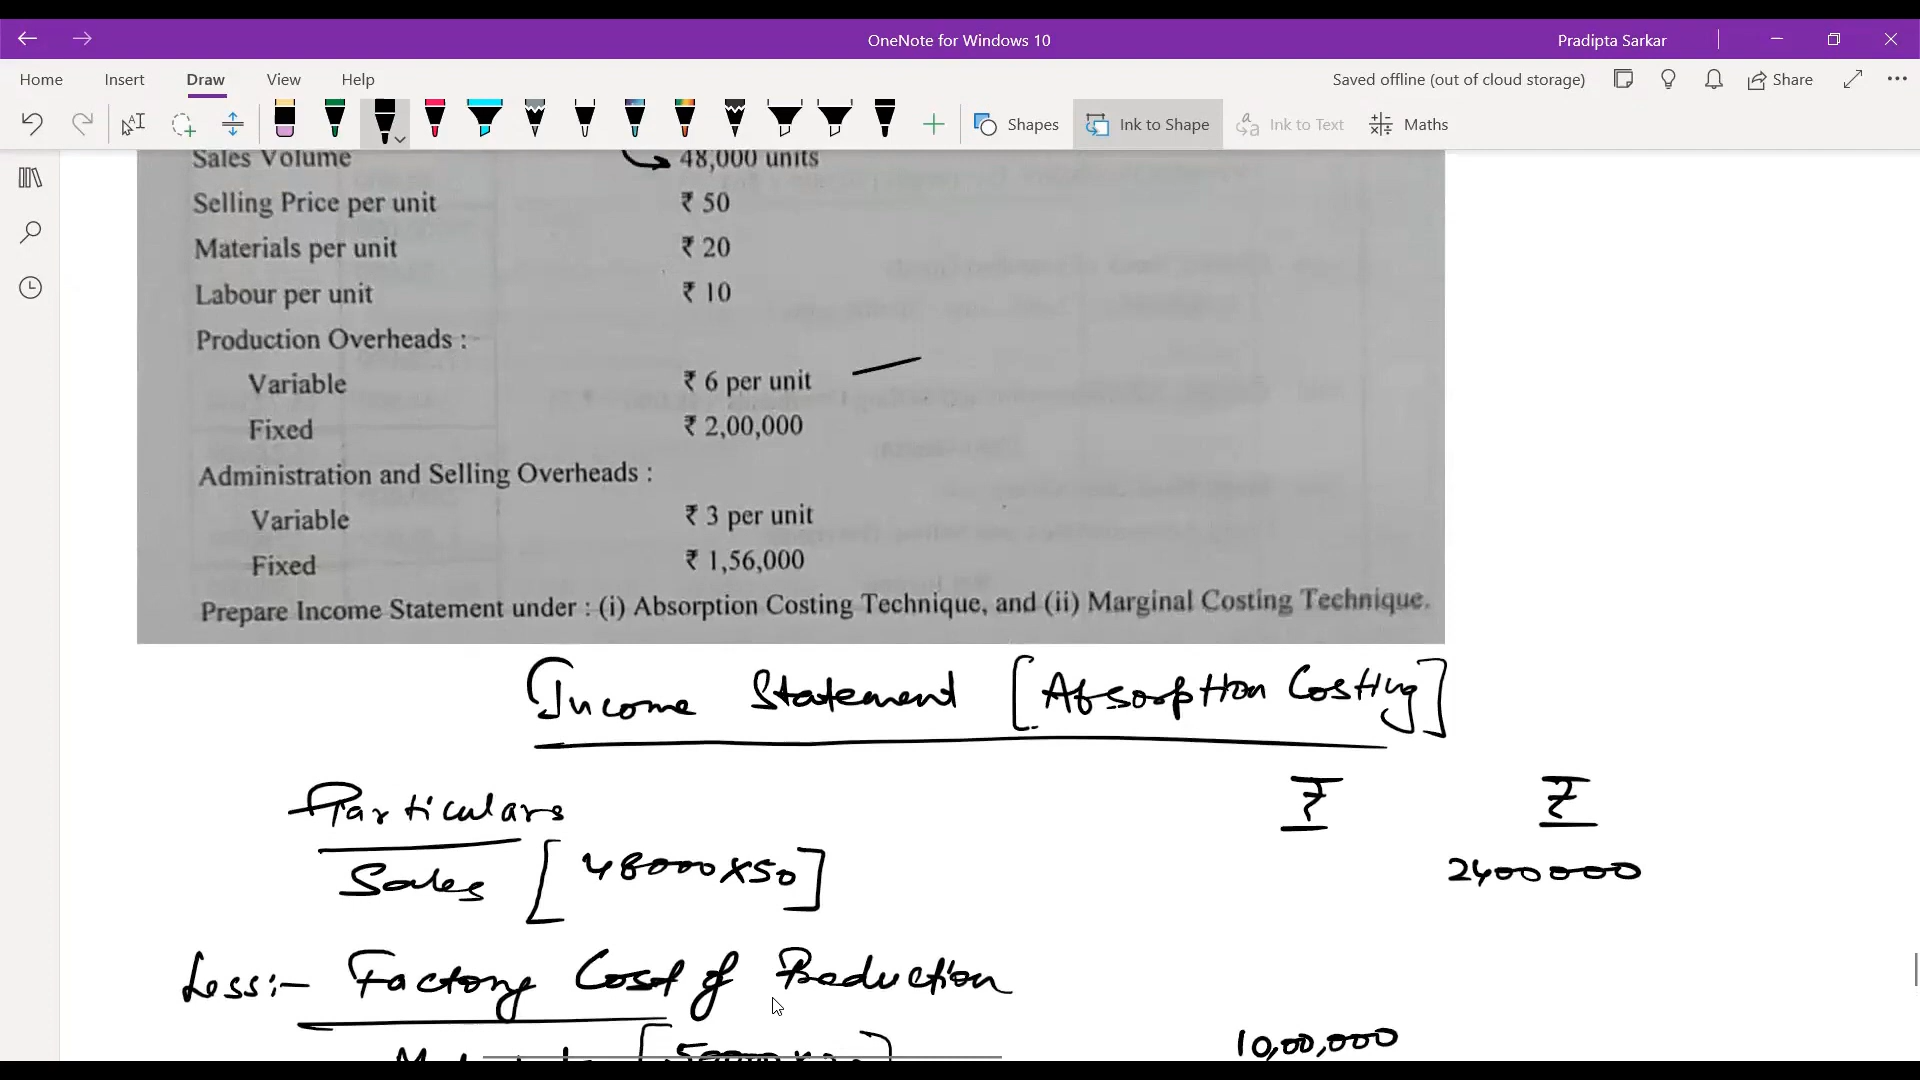 OneNote for Windows 10
Pradipta Sarkar
Home Insert Draw View Help
Saved offline (out of cloud storage)
Share
Shapes
Ink to Shape
Ink to Text
Maths
Sales Volume 48,000 units
Selling Price per unit ₹ 50
Materials per unit ₹ 20
Labour per unit ₹ 10
Production Overheads :
Variable ₹ 6 per unit
Fixed ₹ 2,00,000
Administration and Selling Overheads :
Variable ₹ 3 per unit
Fixed ₹ 1,56,000
Prepare Income Statement under : (i) Absorption Costing Technique, and (ii) Marginal Costing Technique.
Income Statement [Absorption Costing]
Particulars ₹ ₹
Sales [48000x50] 2400000
Less:- Factory Cost of Production
10,00,000